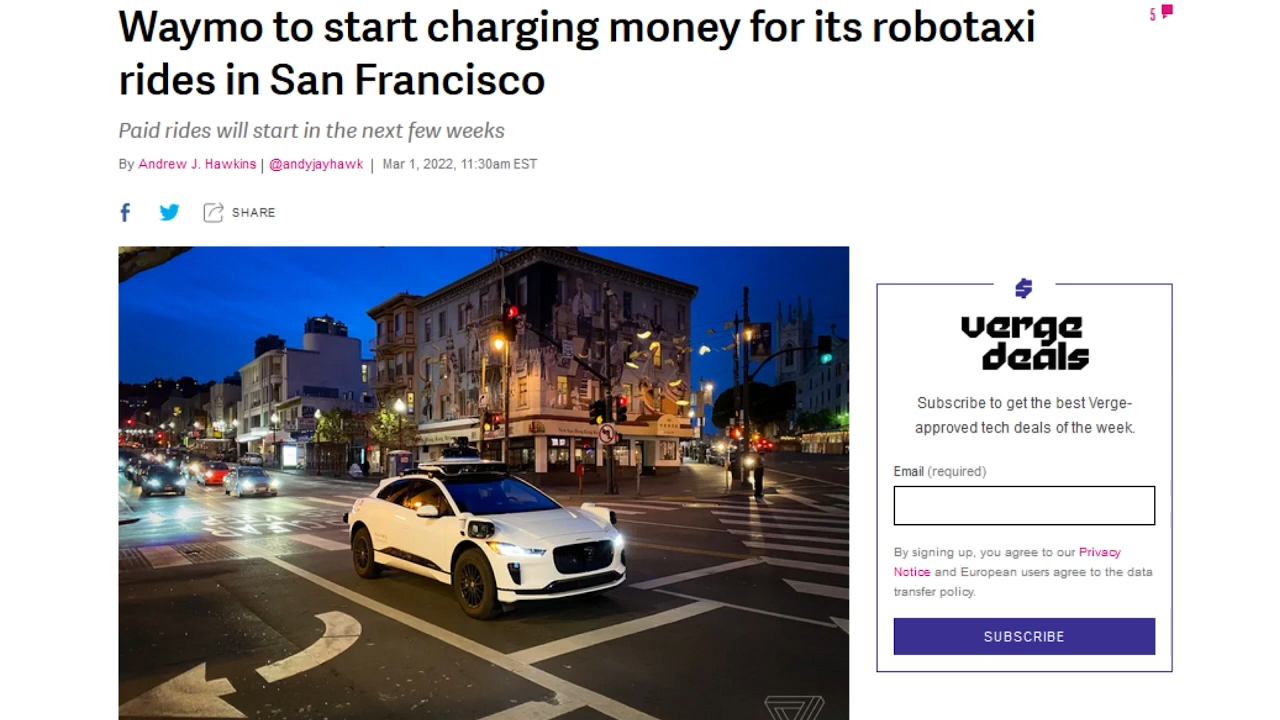 Waymo to start charging money for its robotaxi
rides in San Francisco
5
Paid rides will start in the next few weeks
By Andrew J. Hawkins | @andyjayhawk | Mar 1, 2022, 11:30am EST
SHARE
verge
deals
Subscribe to get the best Verge-
approved tech deals of the week.
Email (required)
By signing up, you agree to our Privacy
Notice and European users agree to the data
transfer policy.
SUBSCRIBE